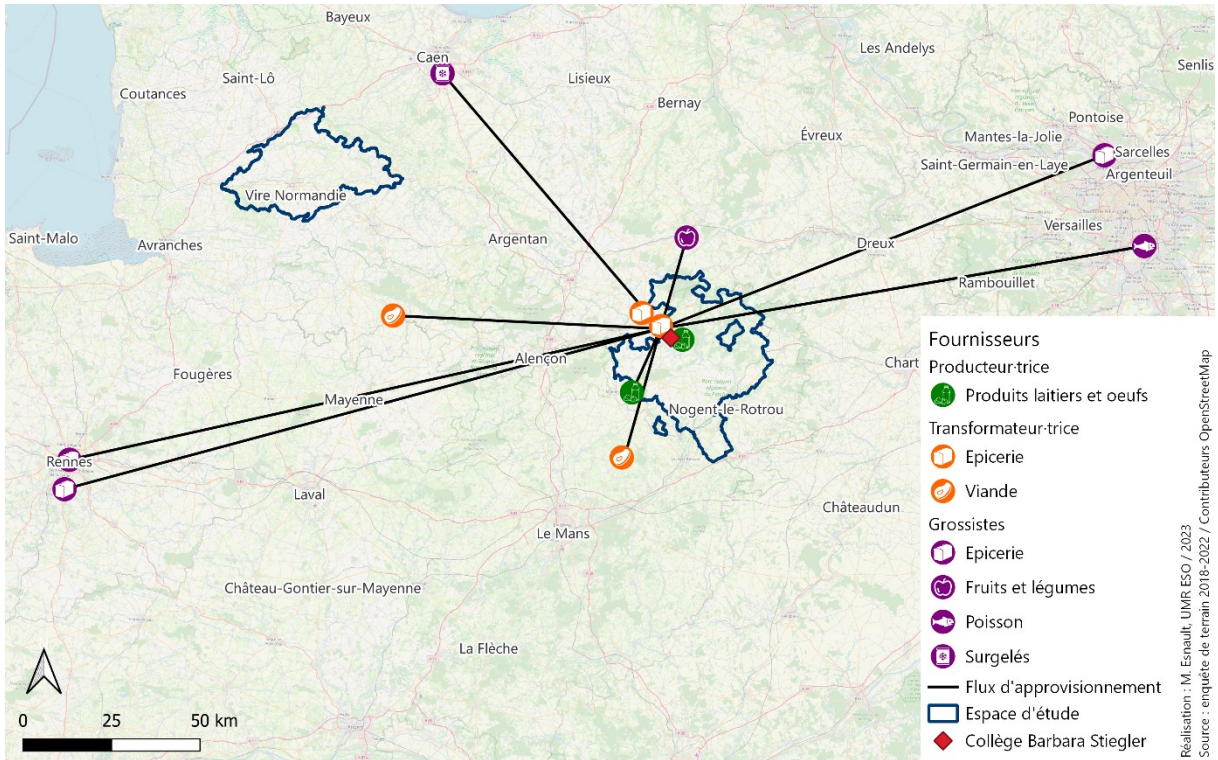 Bayeux
Caen
Saint-Lô
Lisieux
Les Andelys
Senlis
Coutances
Bernay
Pontoise
Évreux
Mantes-la-Jolie
Sarcelles
Saint-Germain-en-Laye
Argenteuil
Vire Normandie
Versailles
Saint-Malo
Avranches
Argentan
Dreux
Rambouillet
Fournisseurs
Alençon
Chart
Producteur·trice
Fougères
Produits laitiers et oeufs
Mayenne
Nogent-le-Rotrou
Transformateur·trice
Epicerie
Rennes
Viande
Laval
Châteaudun
Grossistes
Le Mans
Epicerie
Château-Gontier-sur-Mayenne
Fruits et légumes
Poisson
La Flèche
Surgelés
Flux d'approvisionnement
0 25 50 km
Espace d'étude
Collège Barbara Stiegler
Réalisation : M. Esnault, UMR ESO / 2023
Source : enquête de terrain 2018-2022 / Contributeurs OpenStreetMap